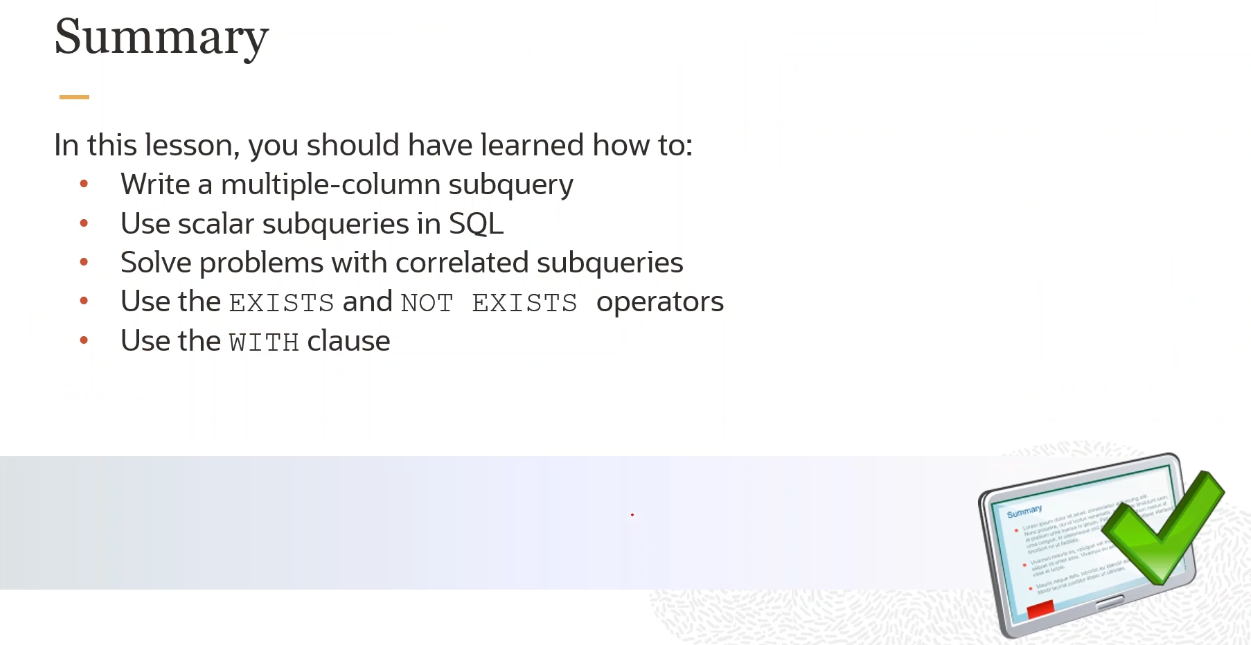 Summary
In this lesson, you should have learned how to:
• Write a multiple-column subquery
• Use scalar subqueries in SQL
• Solve problems with correlated subqueries
• Use the EXISTS and NOT EXISTS operators
• Use the WITH clause
Summary